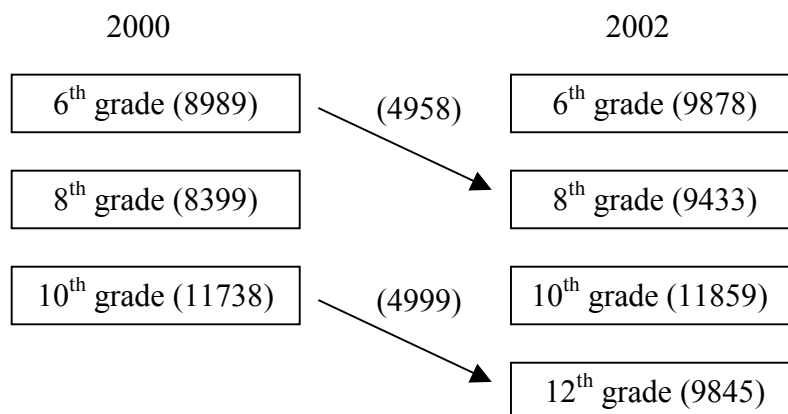 2000 2002
6th grade (8989) (4958) 6th grade (9878)
8th grade (8399) 8th grade (9433)
10th grade (11738) (4999) 10th grade (11859)
12th grade (9845)